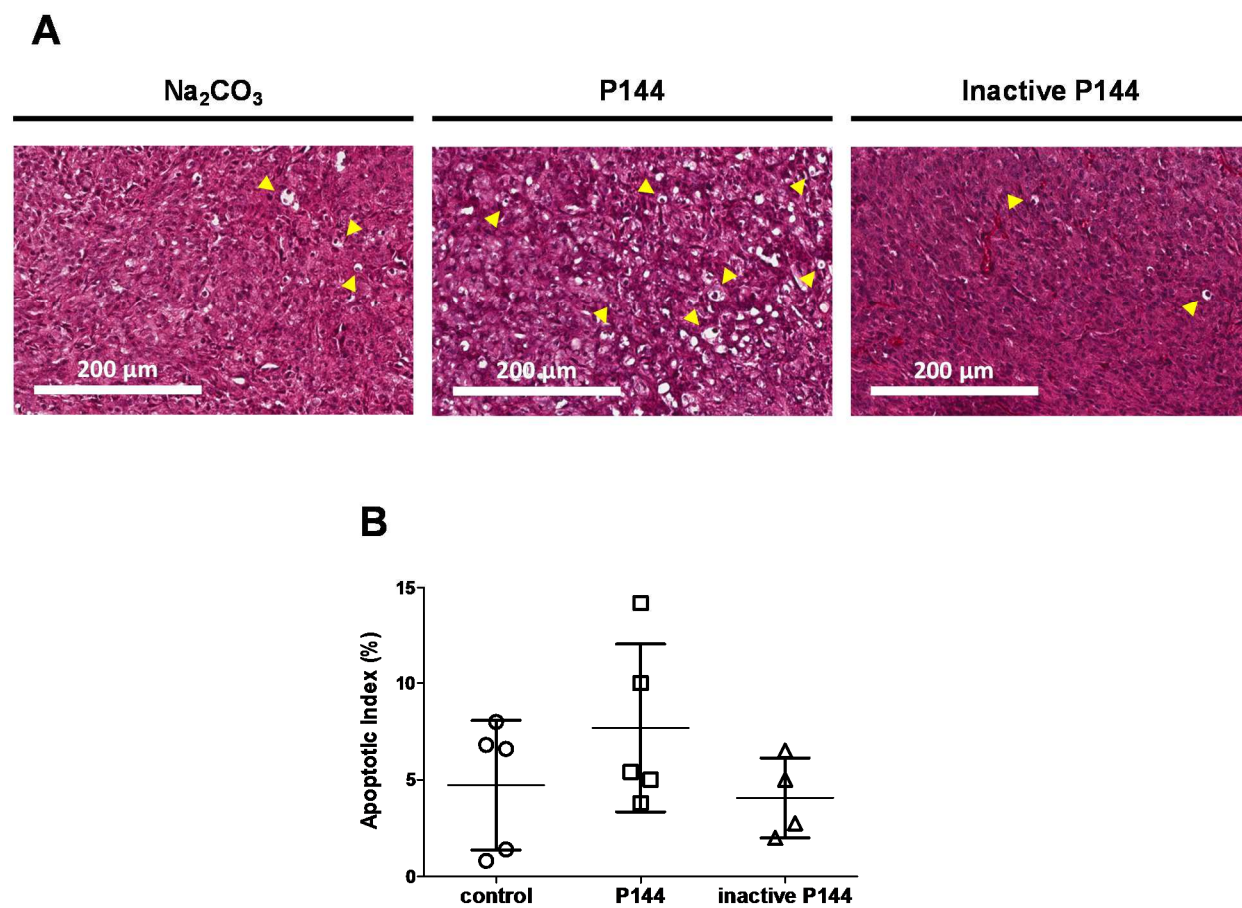 A
Na₂CO₃
P144
Inactive P144
200 µm
200 µm
200 µm
B
15
10
5
0
Apoptotic Index (%)
control
P144
inactive P144